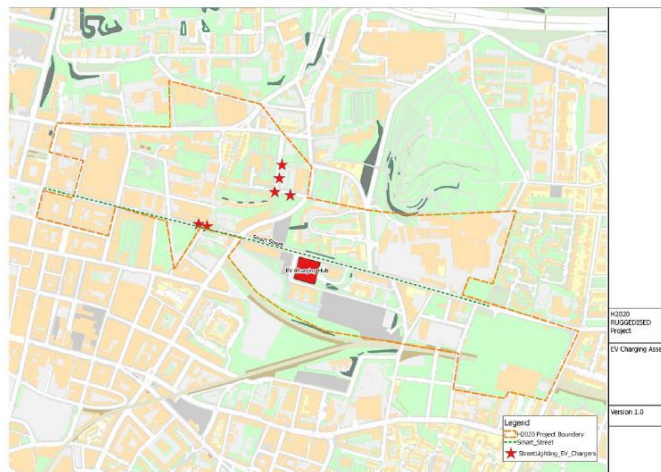 Smart Street
EV Charging Hub
H2020
RUGGEDISED
Project
EV Charging Asse
Version 1.0
Legend
H2020 Project Boundary
Smart_Street
StreetLighting_EV_Chargers